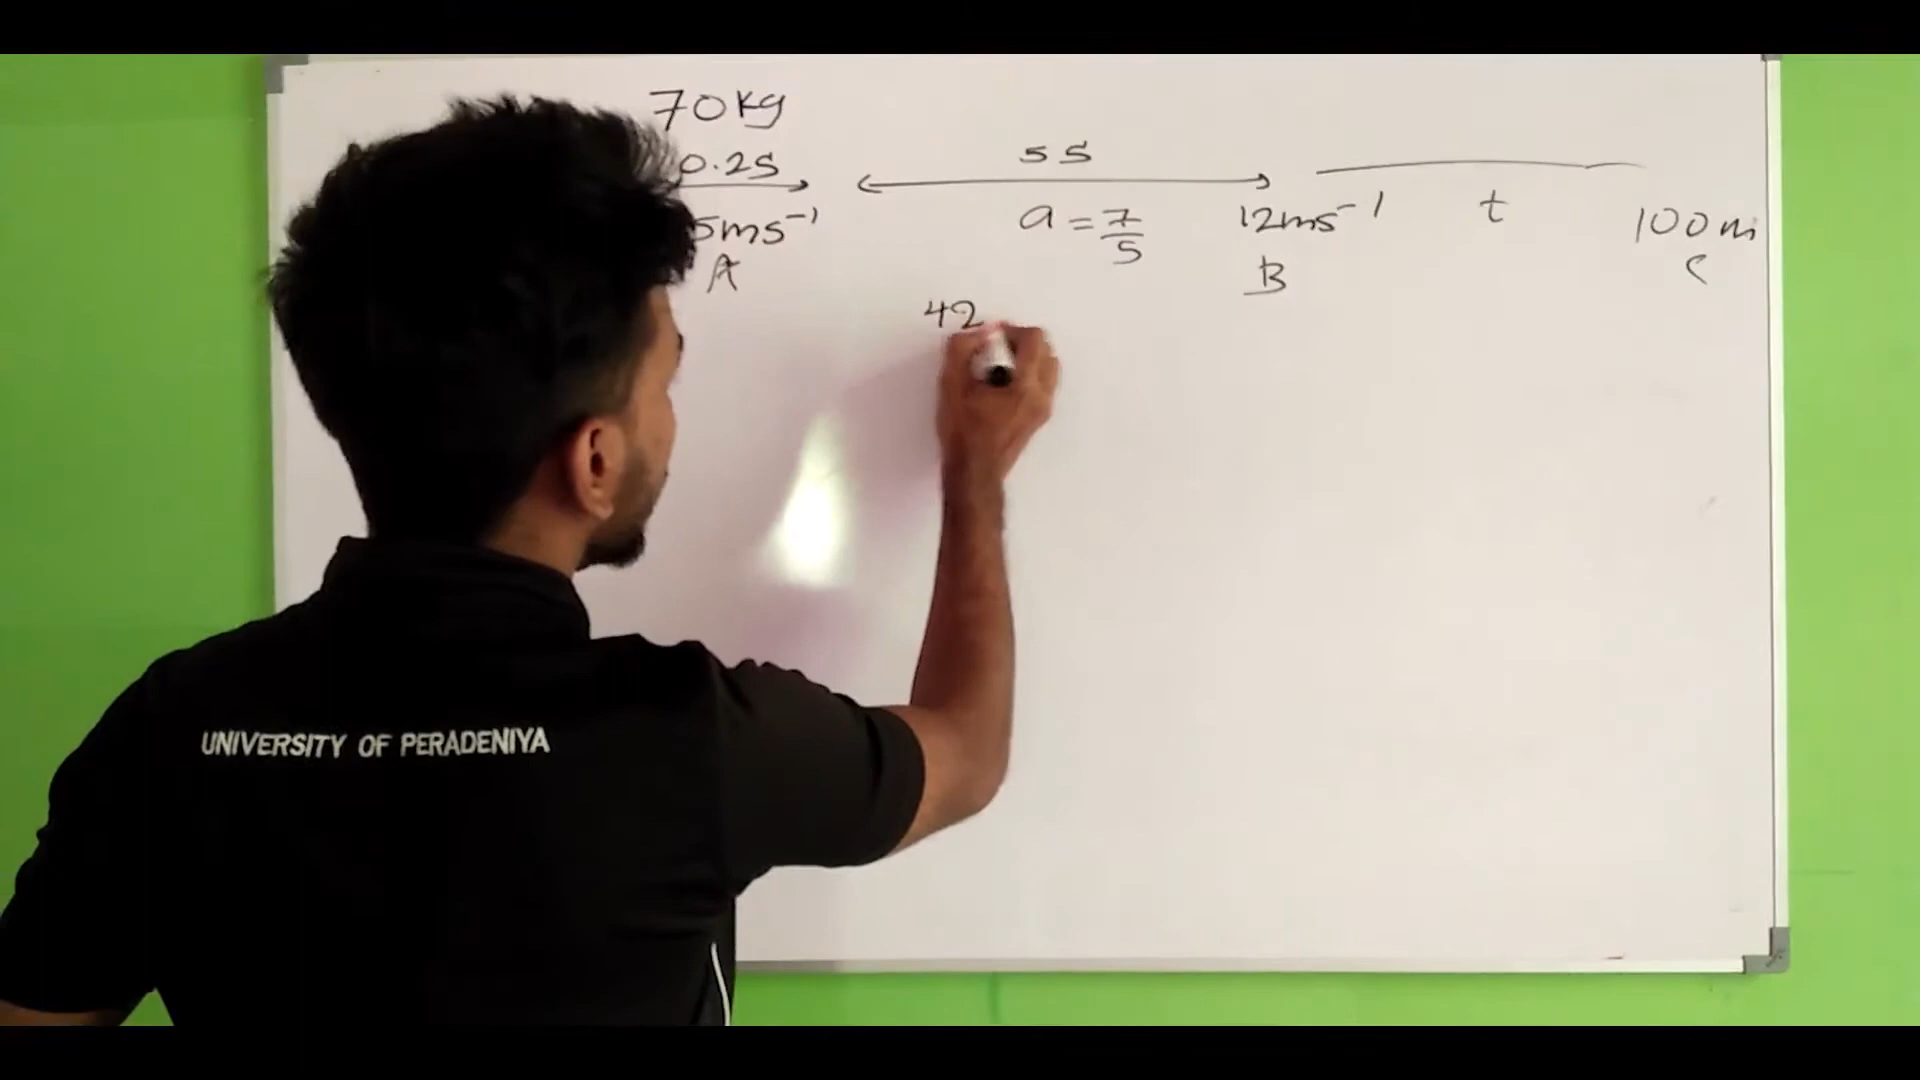 70kg
0.2s
5s
5ms⁻¹
a = 7/5
12ms⁻¹
t
100m
A
B
C
42
UNIVERSITY OF PERADENIYA